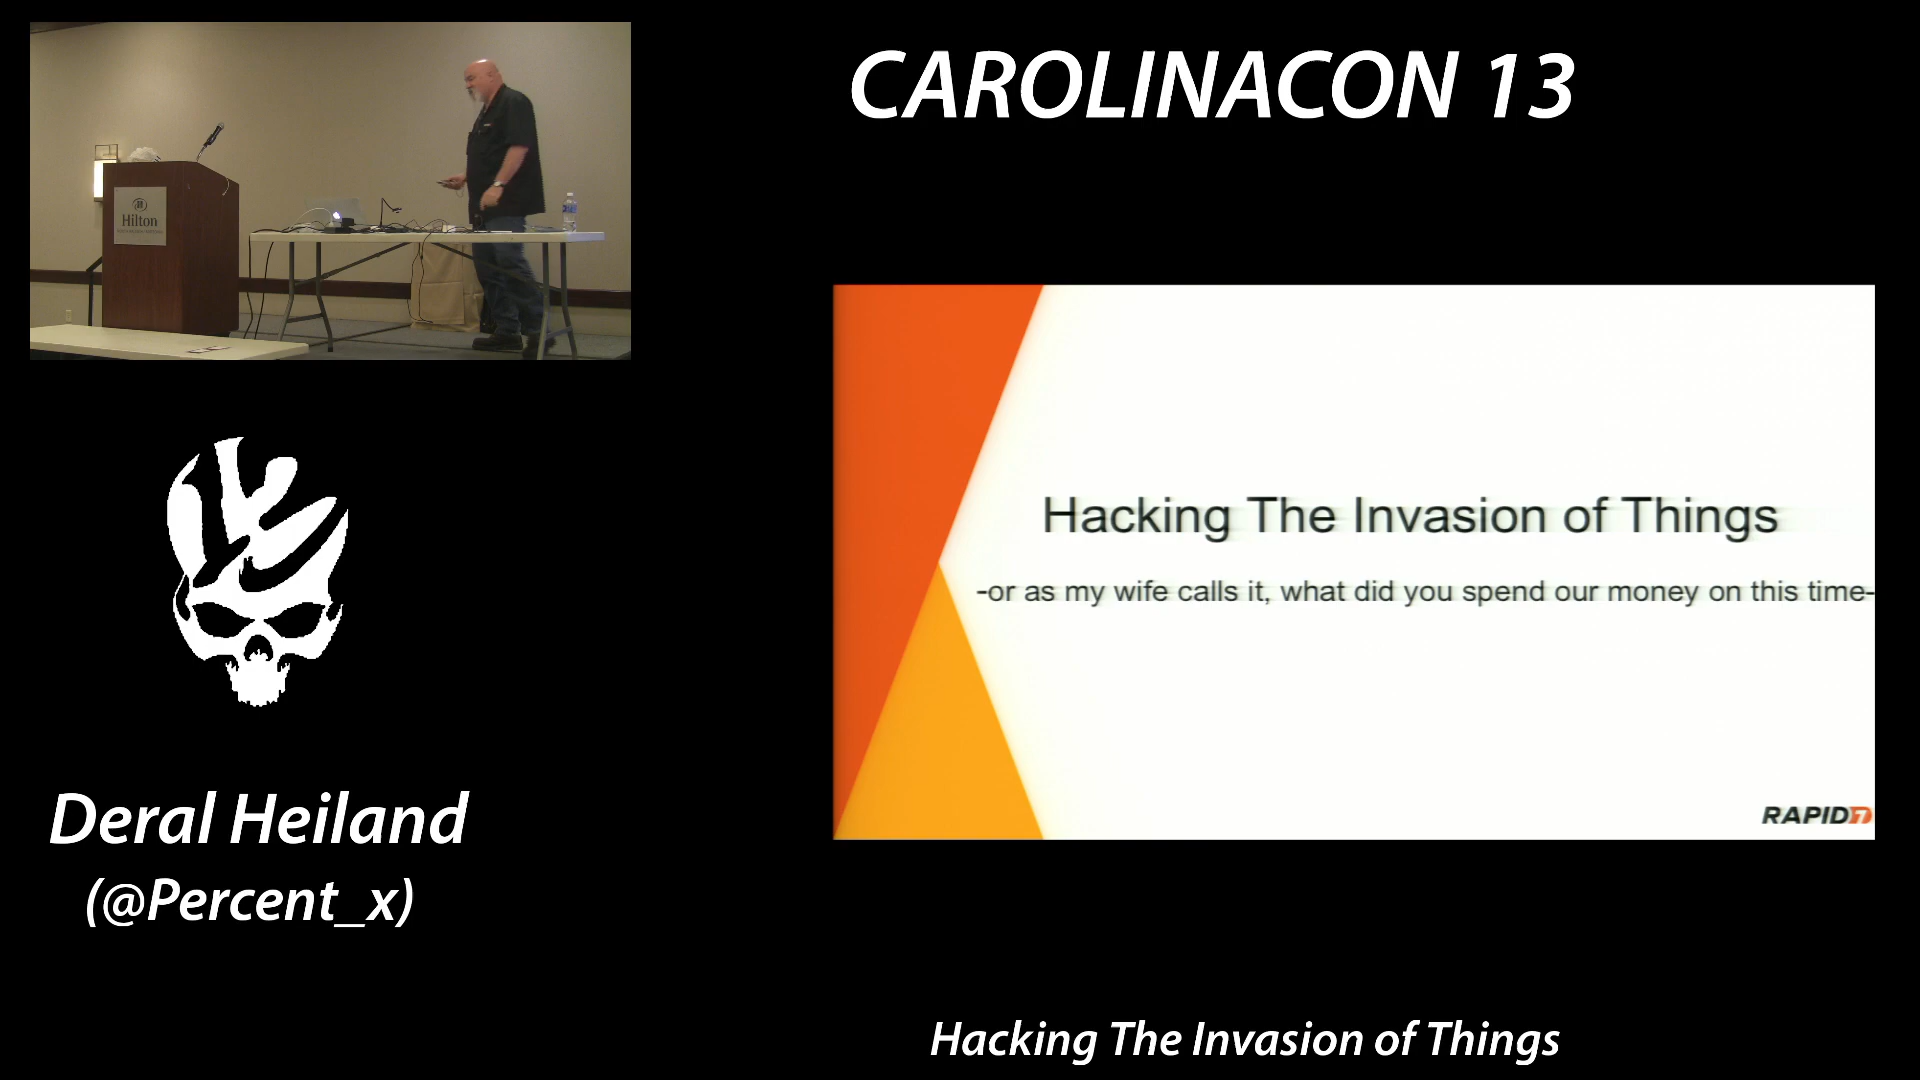 CAROLINACON 13
Hilton
Hacking The Invasion of Things
-or as my wife calls it, what did you spend our money on this time-
RAPID7
Deral Heiland
(@Percent_x)
Hacking The Invasion of Things